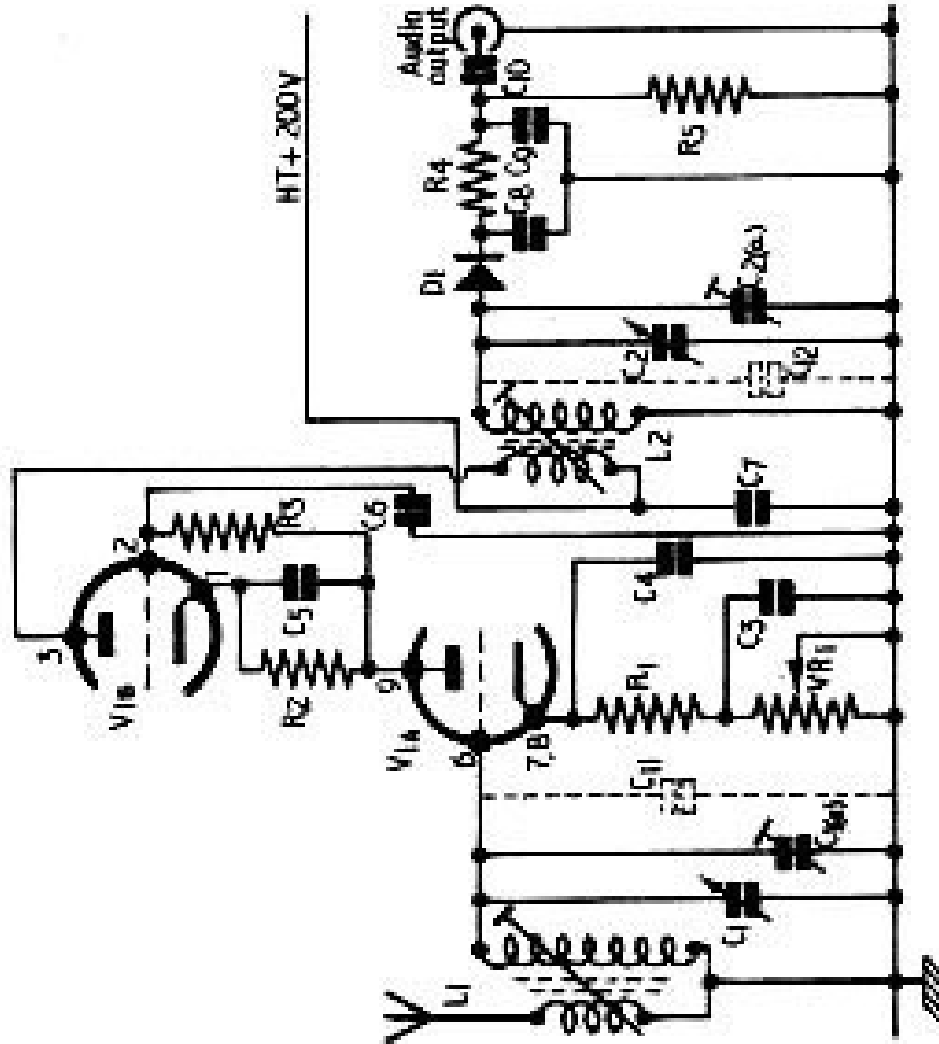 L1
C1
C1(a)
C11
V1A
6
7,8
9
R1
VR1
C3
C4
V1B
3
2
1
R2
C5
R3
C6
C7
L2
C12
C2
C2(a)
D1
C8
R4
C9
R5
C10
HT+ 200V
Audio
output